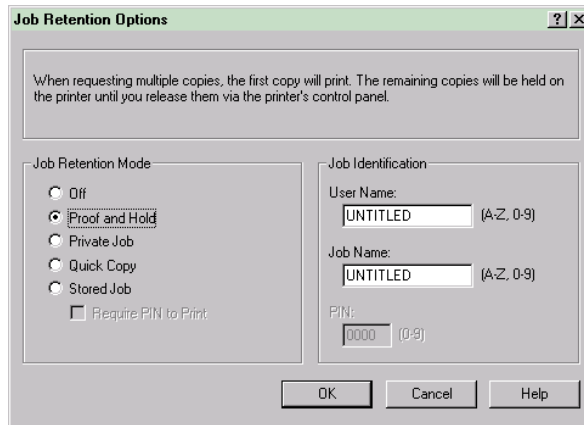 Job Retention Options
When requesting multiple copies, the first copy will print. The remaining copies will be held on
the printer until you release them via the printer's control panel.
Job Retention Mode
Off
Proof and Hold
Private Job
Quick Copy
Stored Job
Require PIN to Print
Job Identification
User Name:
UNTITLED (A-Z, 0-9)
Job Name:
UNTITLED (A-Z, 0-9)
PIN:
0000 (0-9)
OK Cancel Help